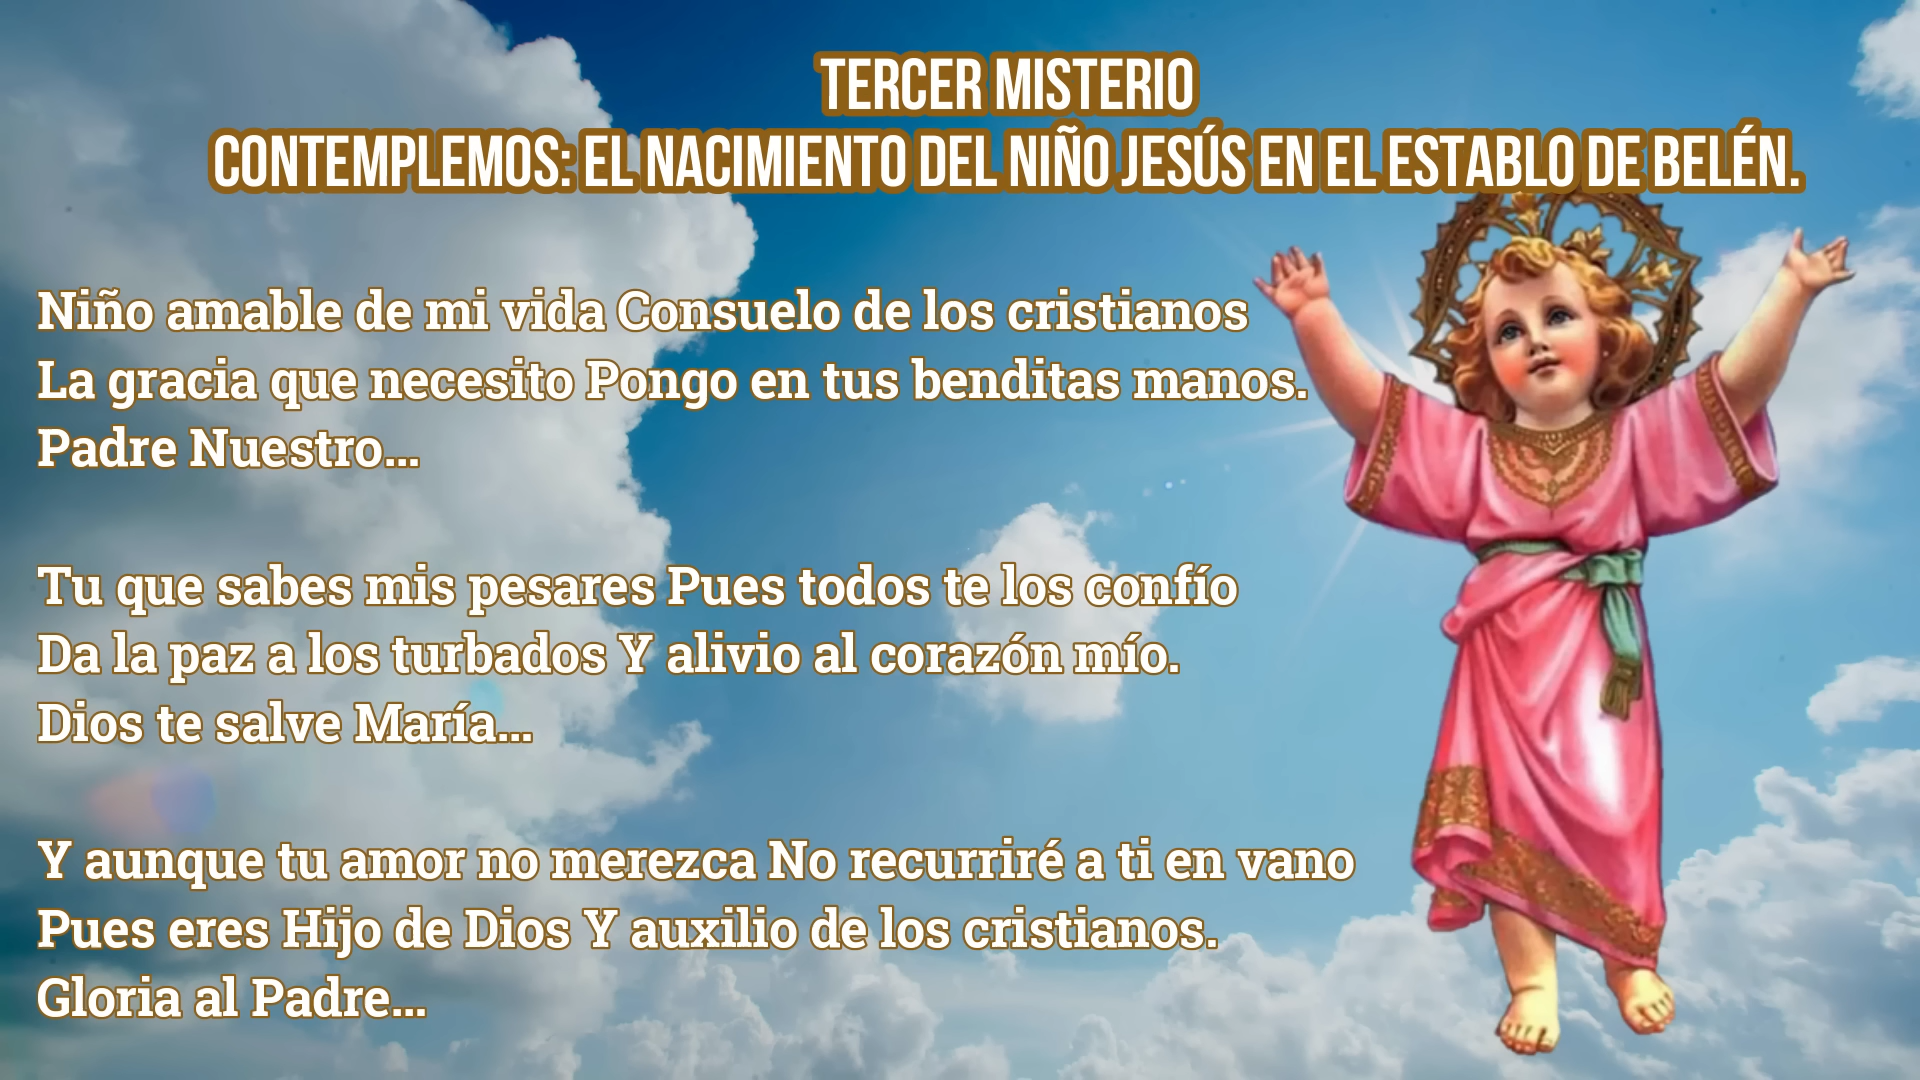 TERCER MISTERIO
CONTEMPLEMOS: EL NACIMIENTO DEL NIÑO JESÚS EN EL ESTABLO DE BELÉN.
Niño amable de mi vida Consuelo de los cristianos
La gracia que necesito Pongo en tus benditas manos.
Padre Nuestro...
Tu que sabes mis pesares Pues todos te los confío
Da la paz a los turbados Y alivio al corazón mío.
Dios te salve María...
Y aunque tu amor no merezca No recurriré a ti en vano
Pues eres Hijo de Dios Y auxilio de los cristianos.
Gloria al Padre...